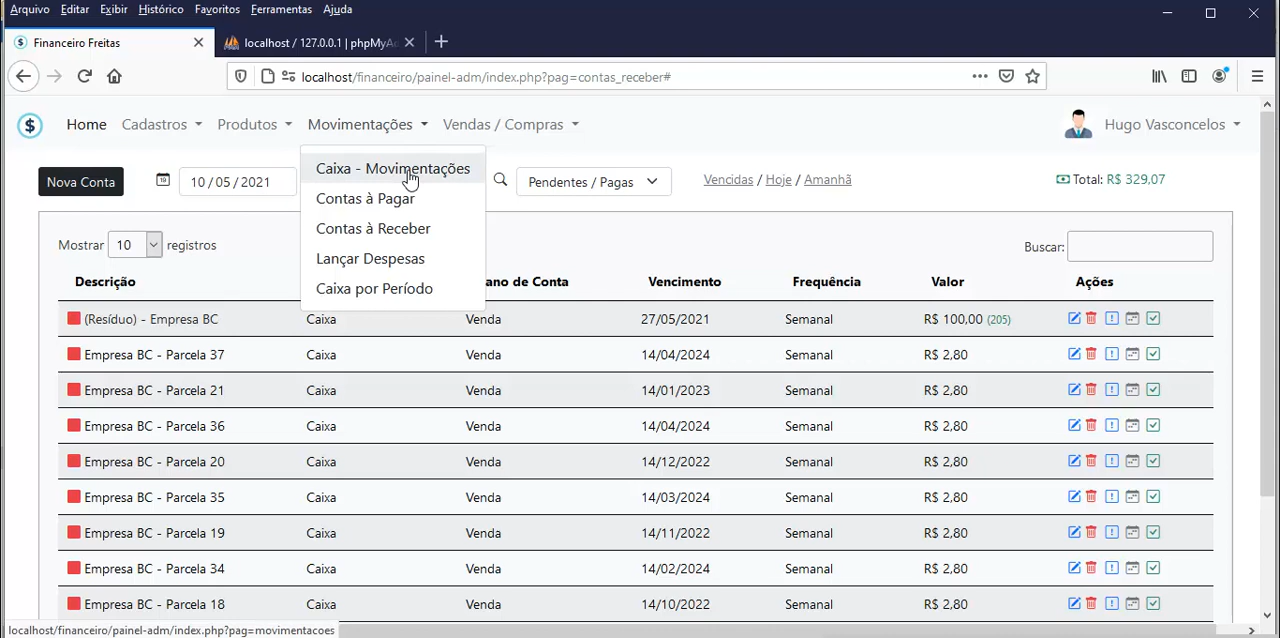 Arquivo Editar Exibir Histórico Favoritos Ferramentas Ajuda
Financeiro Freitas
localhost / 127.0.0.1 | phpMyAd
localhost/financeiro/painel-adm/index.php?pag=contas_receber#
$ Home Cadastros Produtos Movimentações Vendas / Compras Hugo Vasconcelos
Caixa - Movimentações
Contas à Pagar
Contas à Receber
Lançar Despesas
Caixa por Período
Nova Conta 10/05/2021 Pendentes / Pagas Vencidas / Hoje / Amanhã Total: R$ 329,07
Mostrar 10 registros Buscar:
Descrição ano de Conta Vencimento Frequência Valor Ações
(Resíduo) - Empresa BC Caixa Venda 27/05/2021 Semanal R$ 100,00 (205)
Empresa BC - Parcela 37 Caixa Venda 14/04/2024 Semanal R$ 2,80
Empresa BC - Parcela 21 Caixa Venda 14/01/2023 Semanal R$ 2,80
Empresa BC - Parcela 36 Caixa Venda 14/04/2024 Semanal R$ 2,80
Empresa BC - Parcela 20 Caixa Venda 14/12/2022 Semanal R$ 2,80
Empresa BC - Parcela 35 Caixa Venda 14/03/2024 Semanal R$ 2,80
Empresa BC - Parcela 19 Caixa Venda 14/11/2022 Semanal R$ 2,80
Empresa BC - Parcela 34 Caixa Venda 14/02/2024 Semanal R$ 2,80
Empresa BC - Parcela 18 Caixa Venda 14/10/2022 Semanal R$ 2,80
localhost/financeiro/painel-adm/index.php?pag=movimentacoes